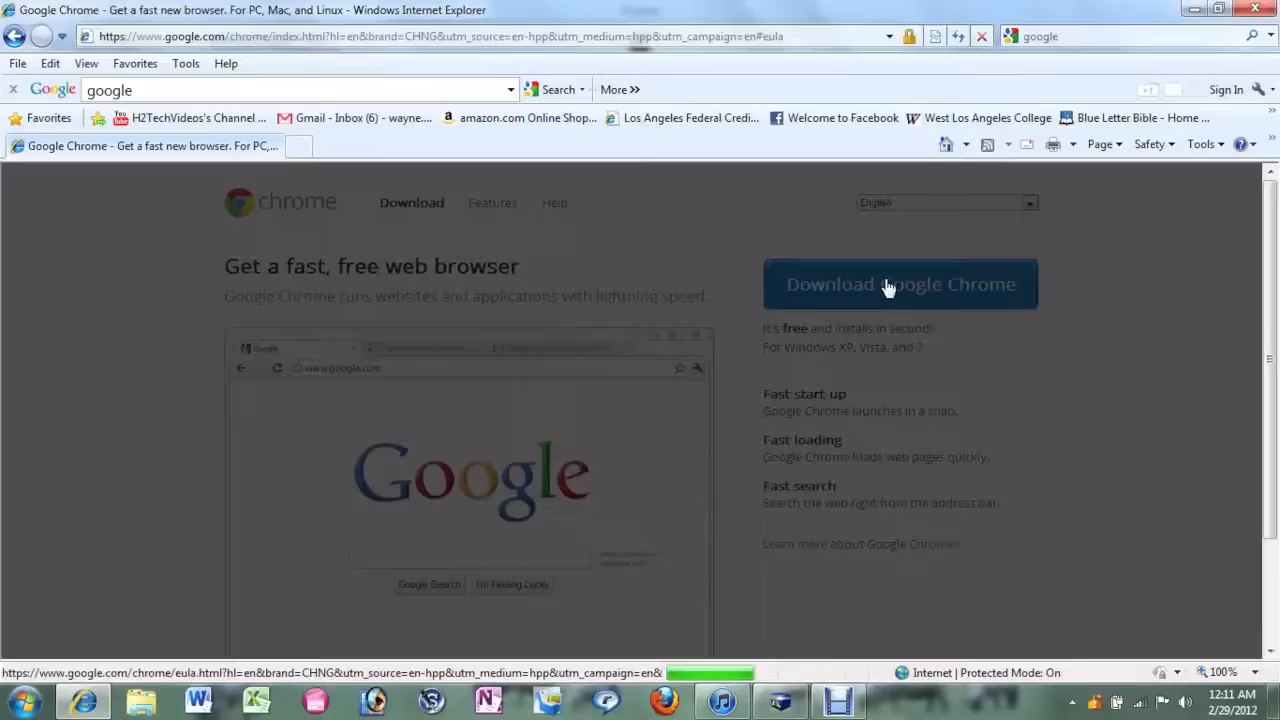 Google Chrome - Get a fast new browser. For PC, Mac, and Linux - Windows Internet Explorer
https://www.google.com/chrome/index.html?hl=en&brand=CHNG&utm_source=en-hpp&utm_medium=hpp&utm_campaign=en#eula
google
File Edit View Favorites Tools Help
Google google Search More >> Sign In
Favorites H2TechVideos's Channel ... Gmail - Inbox (6) - wayne.... amazon.com Online Shop... Los Angeles Federal Credi... Welcome to Facebook West Los Angeles College Blue Letter Bible - Home ...
Google Chrome - Get a fast new browser. For PC,... Page Safety Tools
chrome Download Features Help English
Get a fast, free web browser
Google Chrome runs websites and applications with lightning speed.
Download Google Chrome
It's free and installs in seconds
For Windows XP, Vista, and 7
Google
www.google.com
Fast start up
Google Chrome launches in a snap.
Fast loading
Google Chrome loads web pages quickly.
Fast search
Search the web right from the address bar.
Learn more about Google Chrome
Google
Google Search I'm Feeling Lucky
https://www.google.com/chrome/eula.html?hl=en&brand=CHNG&utm_source=en-hpp&utm_medium=hpp&utm_campaign=en&
Internet | Protected Mode: On 100%
12:11 AM
2/29/2012